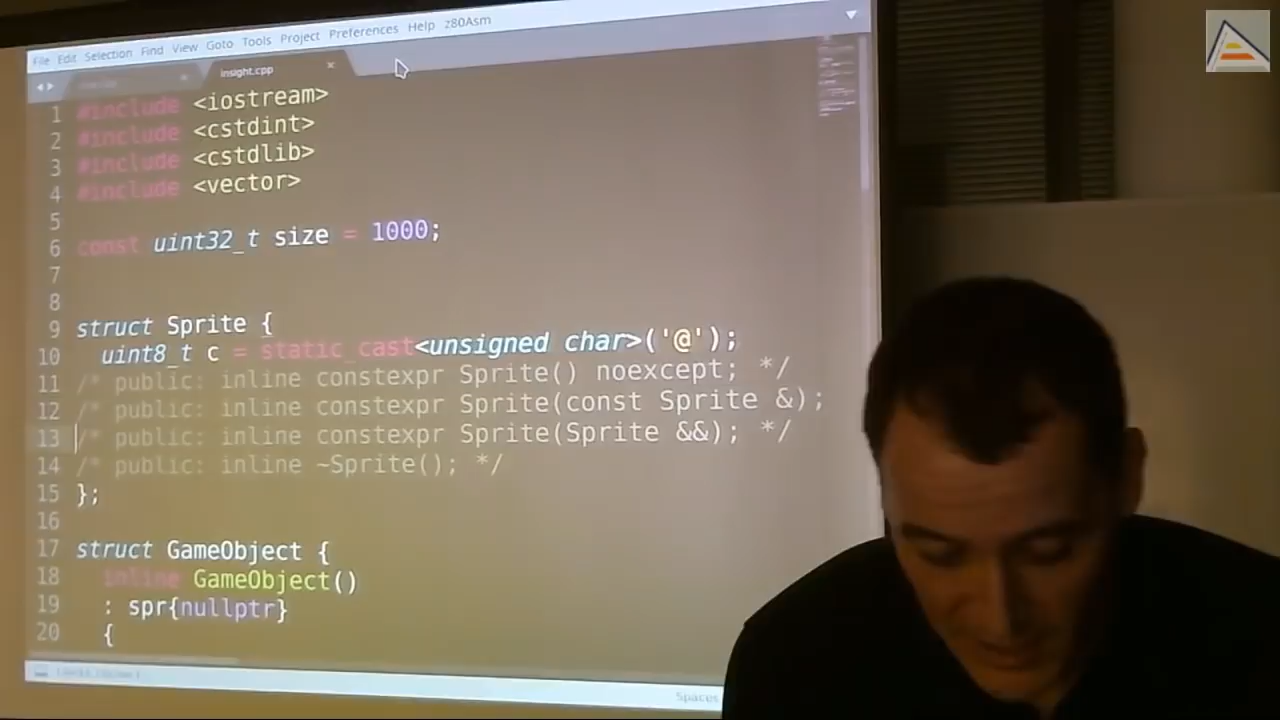 File Edit Selection Find View Goto Tools Project Preferences Help z80Asm
insight.cpp
1 #include <iostream>
2 #include <cstdint>
3 #include <cstdlib>
4 #include <vector>
5
6 const uint32_t size = 1000;
7
8
9 struct Sprite {
10 uint8_t c = static_cast<unsigned char>('@');
11 /* public: inline constexpr Sprite() noexcept; */
12 /* public: inline constexpr Sprite(const Sprite &);
13 /* public: inline constexpr Sprite(Sprite &&); */
14 /* public: inline ~Sprite(); */
15 };
16
17 struct GameObject {
18 inline GameObject()
19 : spr{nullptr}
20 {
Spaces